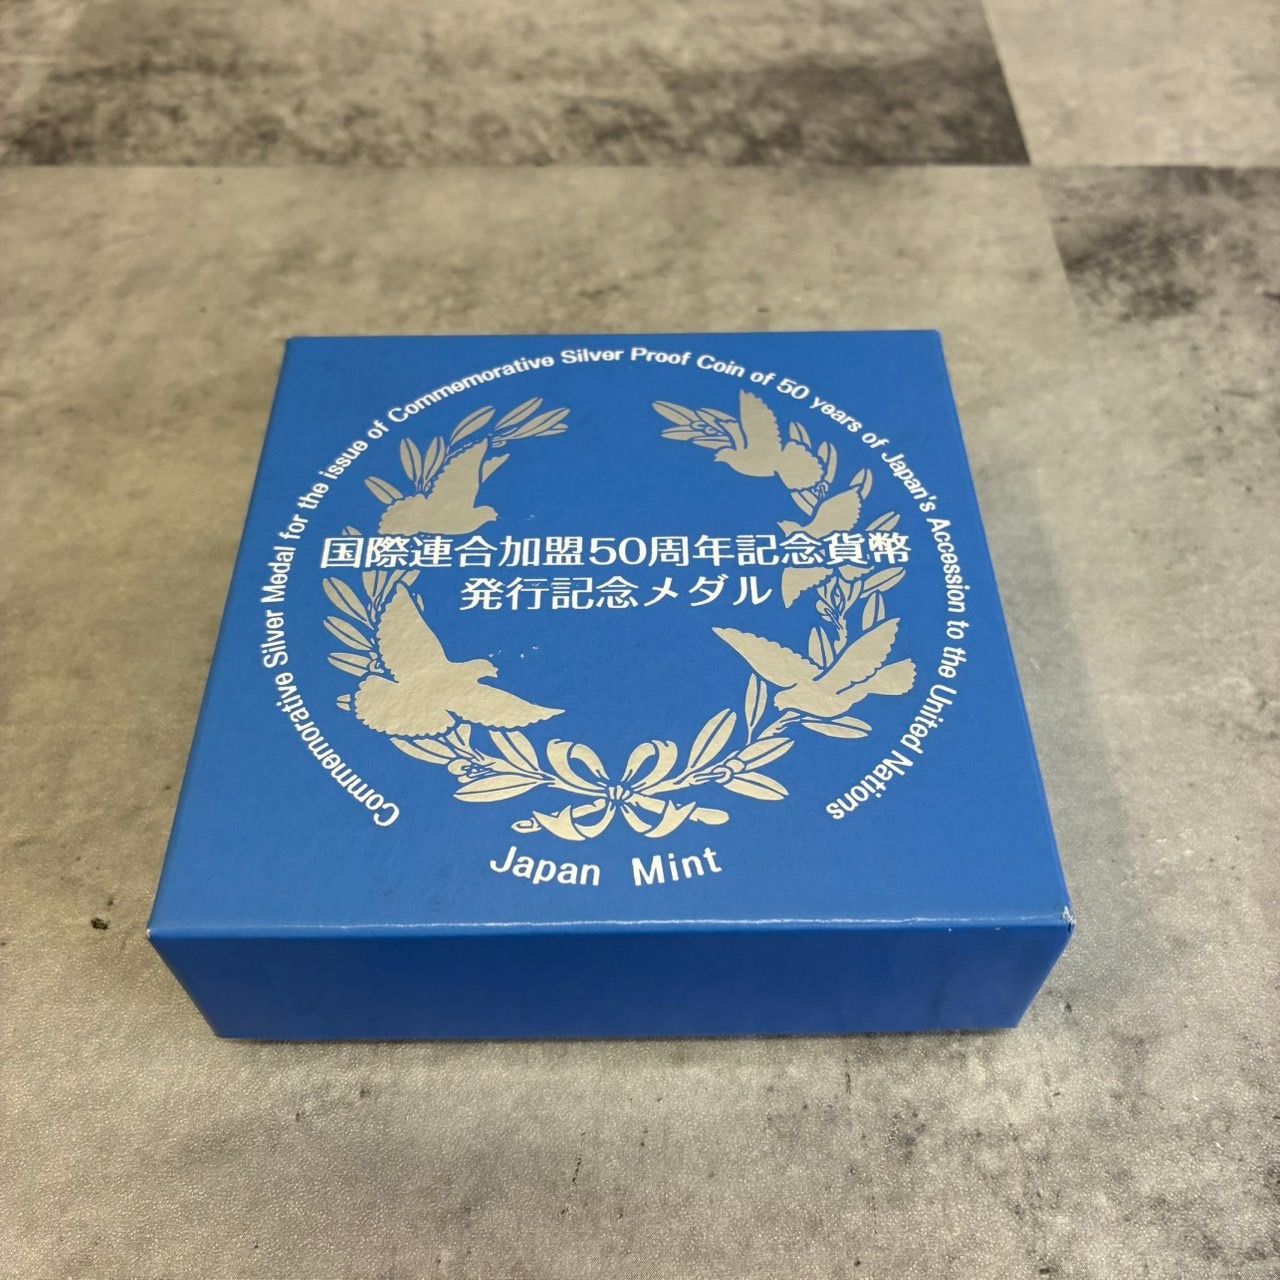 Commemorative Silver Medal for the issue of Commemorative Silver Proof Coin of 50 years of Japan's Accession to the United Nations
国際連合加盟50周年記念貨幣
発行記念メダル
Japan Mint